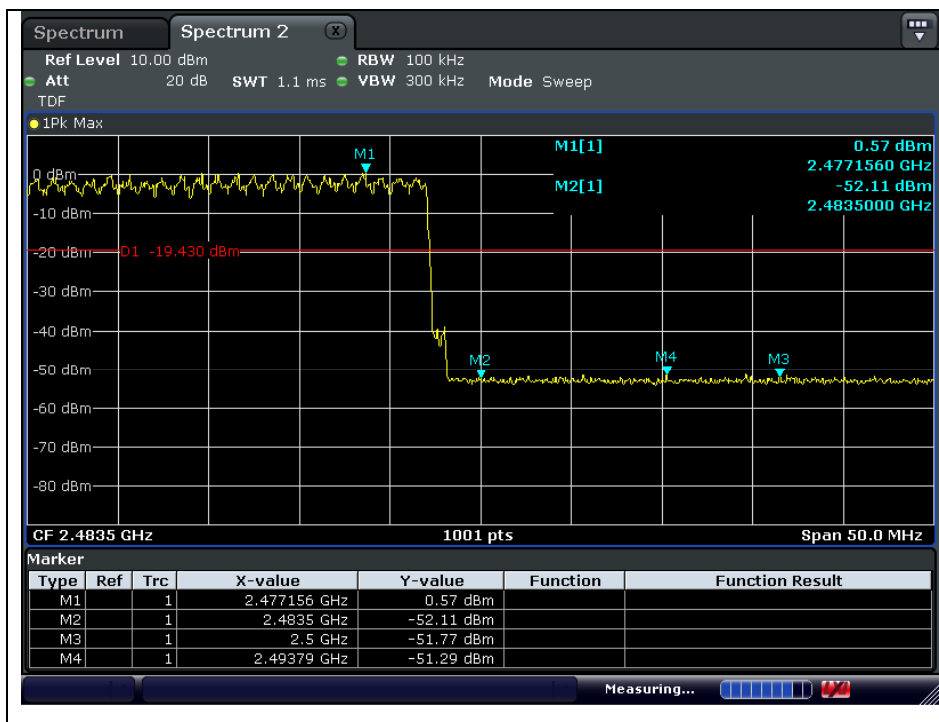 Spectrum Spectrum 2 X
Ref Level 10.00 dBm RBW 100 kHz
Att 20 dB SWT 1.1 ms VBW 300 kHz Mode Sweep
TDF
1Pk Max
M1[1] 0.57 dBm
2.4771560 GHz
M2[1] -52.11 dBm
2.4835000 GHz
M1
0 dBm
-10 dBm
-20 dBm D1 -19.430 dBm
-30 dBm
-40 dBm
M2 M4 M3
-50 dBm
-60 dBm
-70 dBm
-80 dBm
CF 2.4835 GHz 1001 pts Span 50.0 MHz
Marker
Type Ref Trc X-value Y-value Function Function Result
M1 1 2.477156 GHz 0.57 dBm
M2 1 2.4835 GHz -52.11 dBm
M3 1 2.5 GHz -51.77 dBm
M4 1 2.49379 GHz -51.29 dBm
Measuring...